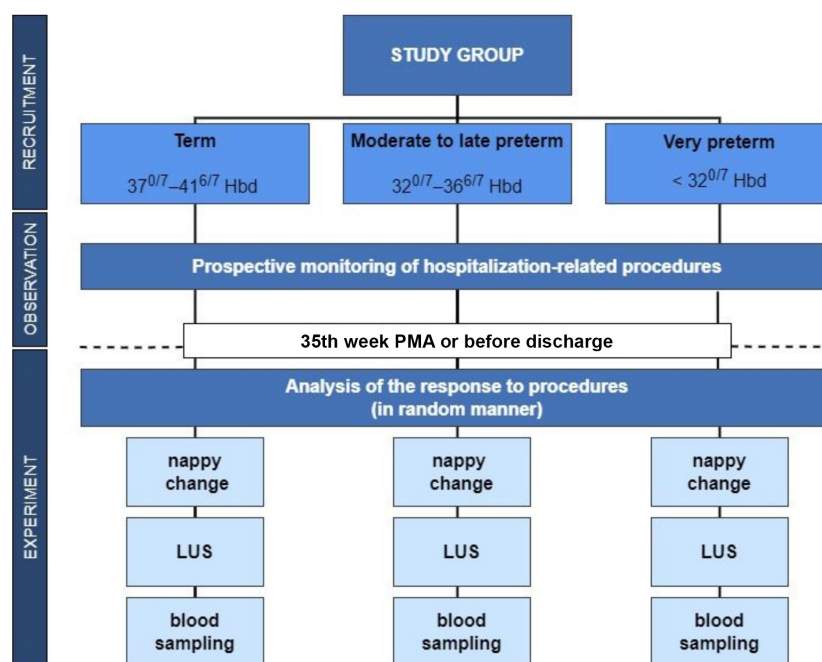 RECRUITMENT
STUDY GROUP
Term
37^0/7–41^6/7 Hbd
Moderate to late preterm
32^0/7–36^6/7 Hbd
Very preterm
< 32^0/7 Hbd
OBSERVATION
Prospective monitoring of hospitalization-related procedures
35th week PMA or before discharge
EXPERIMENT
Analysis of the response to procedures
(in random manner)
nappy
change
nappy
change
nappy
change
LUS
LUS
LUS
blood
sampling
blood
sampling
blood
sampling